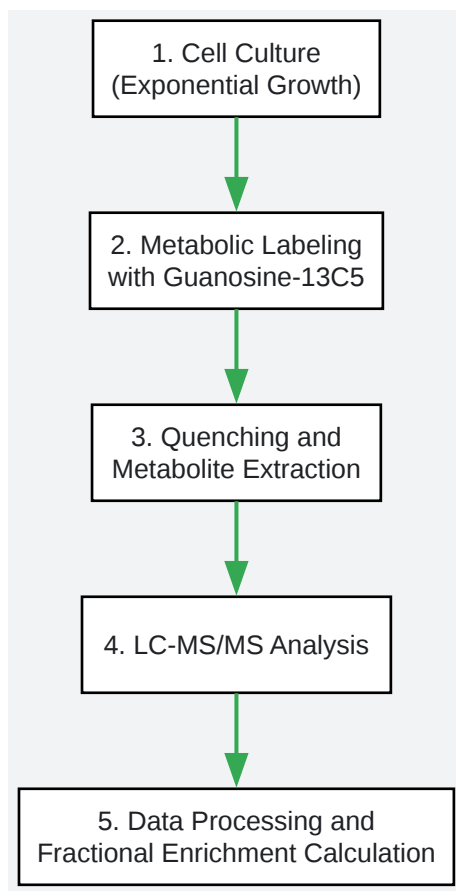 1. Cell Culture
(Exponential Growth)
2. Metabolic Labeling
with Guanosine-13C5
3. Quenching and
Metabolite Extraction
4. LC-MS/MS Analysis
5. Data Processing and
Fractional Enrichment Calculation